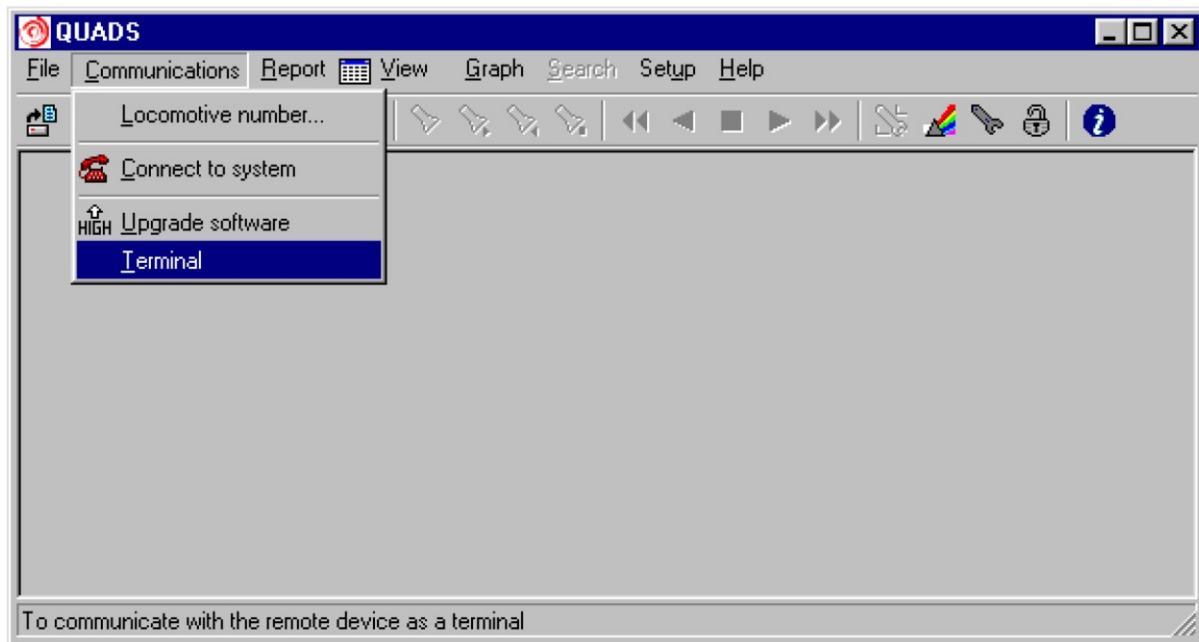 QUADS
File Communications Report View Graph Search Setup Help
Locomotive number...
Connect to system
HIGH Upgrade software
Terminal
To communicate with the remote device as a terminal